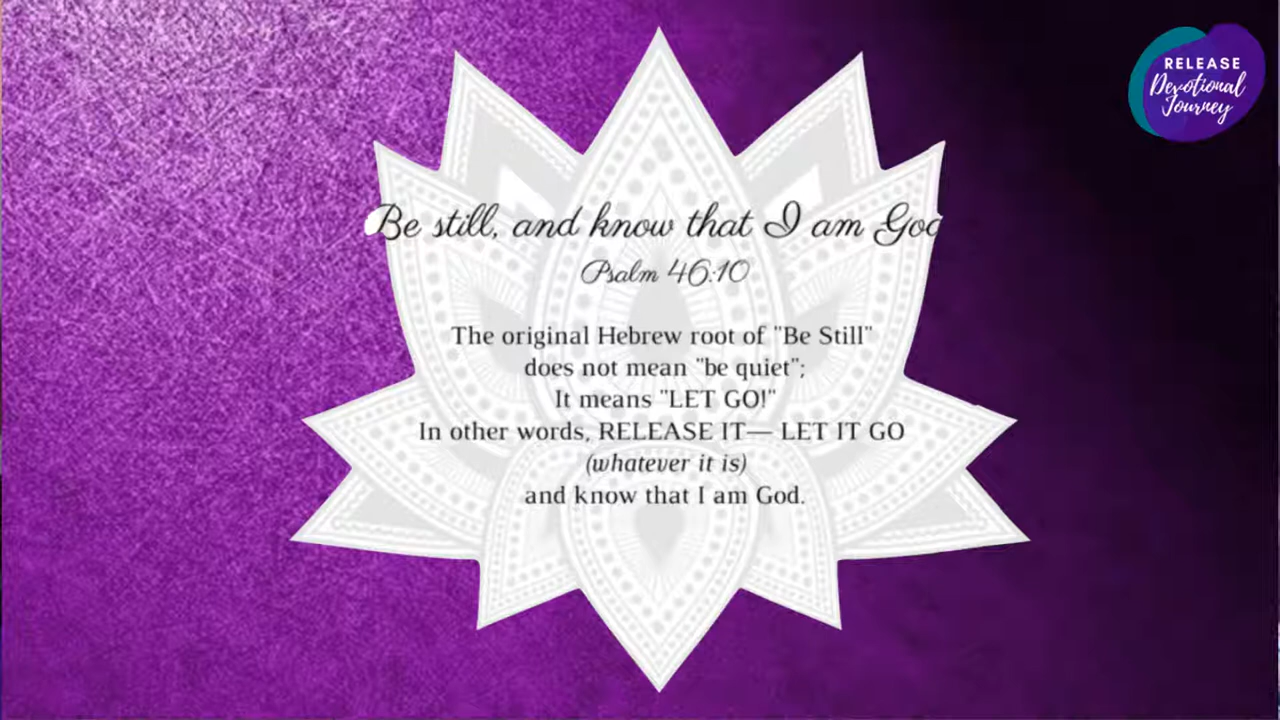 RELEASE
Devotional
Journey
Be still, and know that I am God
Psalm 46:10
The original Hebrew root of "Be Still"
does not mean "be quiet";
It means "LET GO!"
In other words, RELEASE IT— LET IT GO
(whatever it is)
and know that I am God.